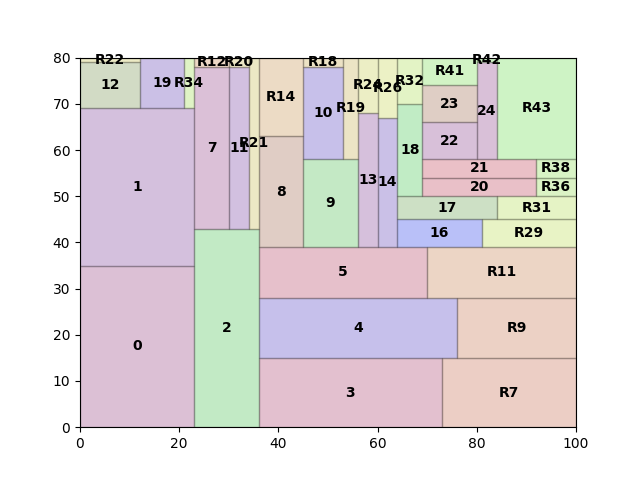 80 R22 R12 R20 R18 R42
12 19 R34 R14 R24 R26 R32 R41
70 7 11 R21 10 R19 23 24 R43
60 1 8 13 14 18 22
50 9 21 R38
20 R36
40 17 R31
16 R29
30 5 R11
20 2 4 R9
10 0 3 R7
0
0 20 40 60 80 100